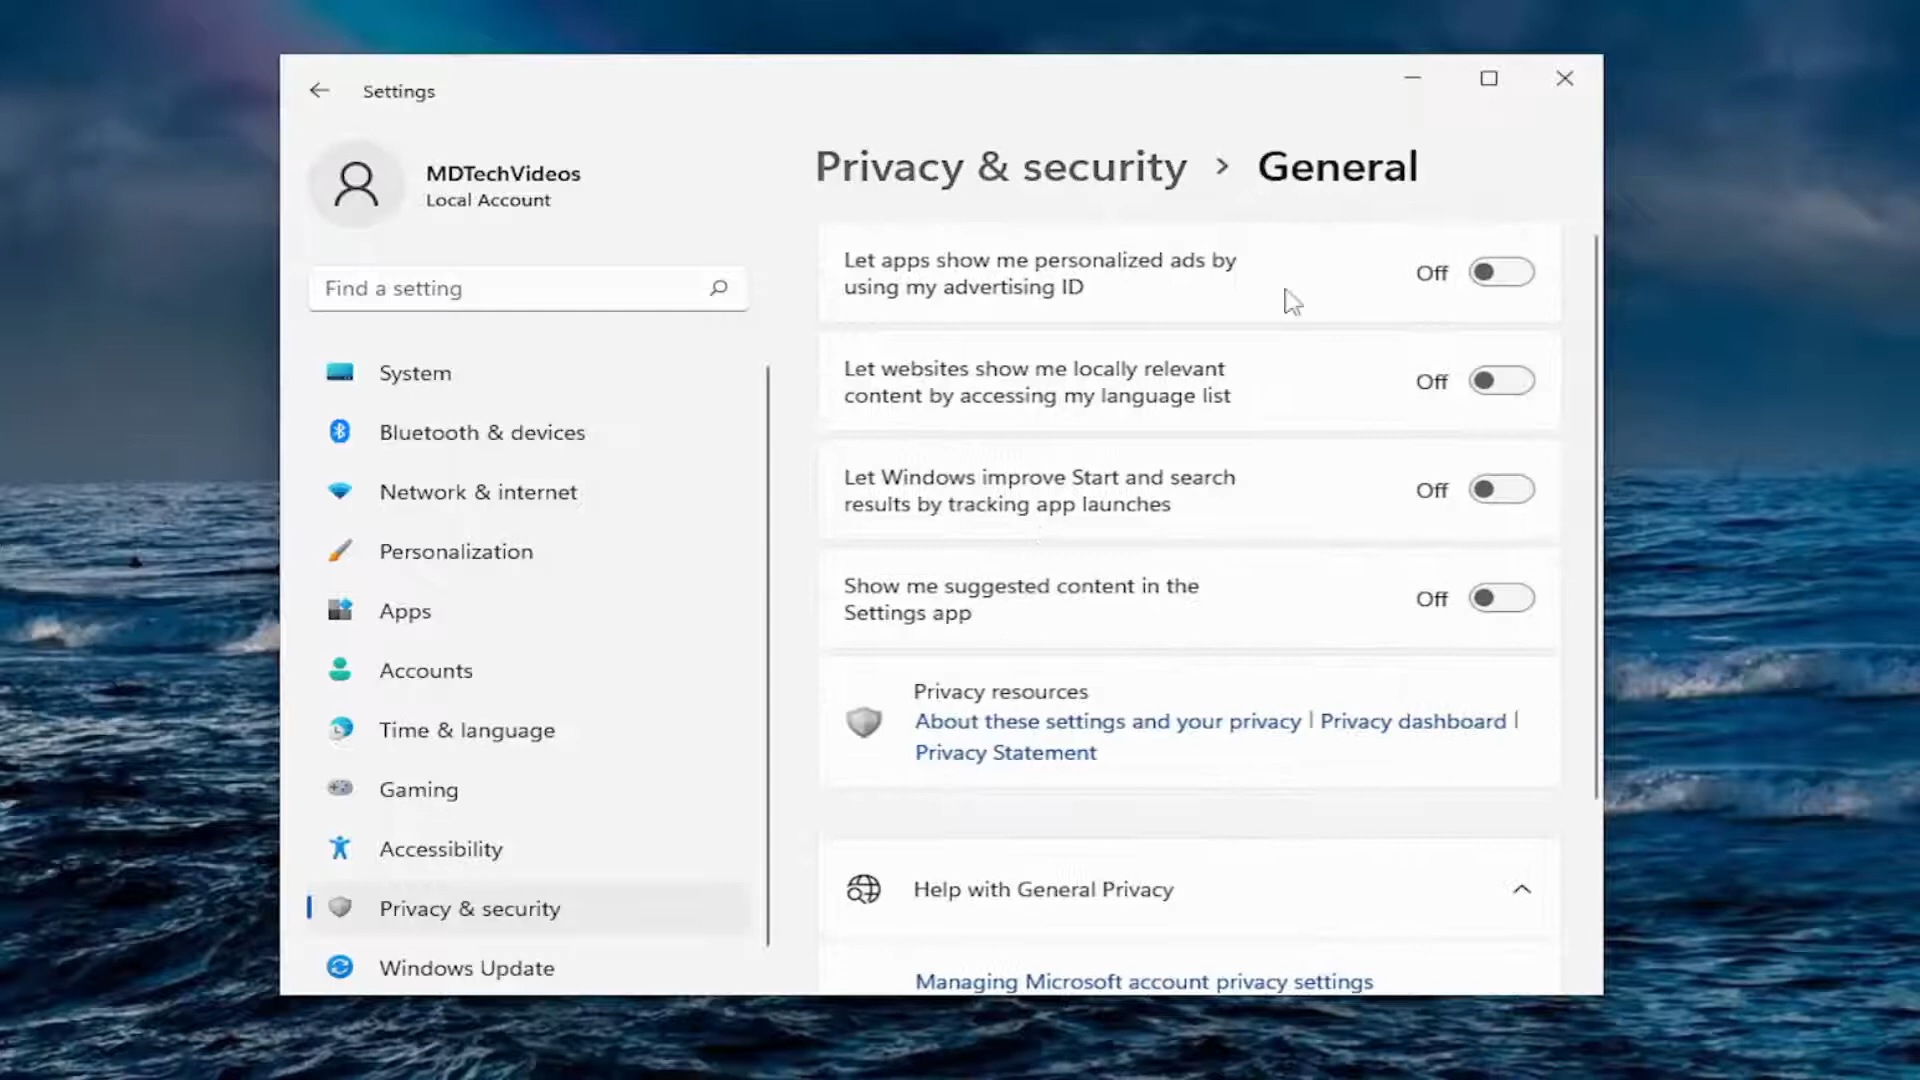 Settings
MDTechVideos
Local Account
Find a setting
System
Bluetooth & devices
Network & internet
Personalization
Apps
Accounts
Time & language
Gaming
Accessibility
Privacy & security
Windows Update
Privacy & security > General
Let apps show me personalized ads by
using my advertising ID
Off
Let websites show me locally relevant
content by accessing my language list
Off
Let Windows improve Start and search
results by tracking app launches
Off
Show me suggested content in the
Settings app
Off
Privacy resources
About these settings and your privacy | Privacy dashboard |
Privacy Statement
Help with General Privacy
Managing Microsoft account privacy settings